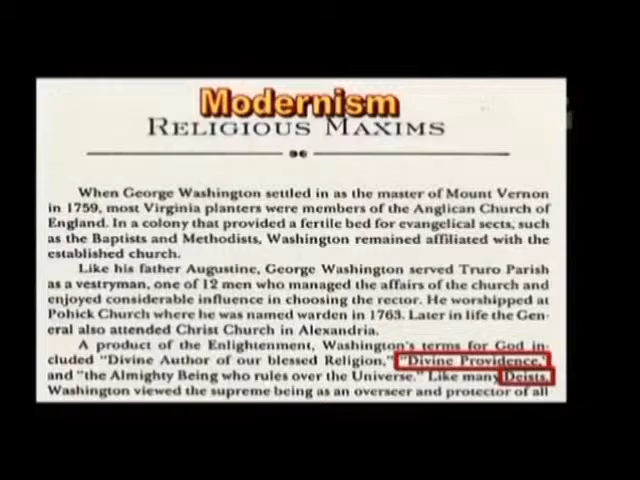 Modernism
RELIGIOUS MAXIMS
When George Washington settled in as the master of Mount Vernon
in 1759, most Virginia planters were members of the Anglican Church of
England. In a colony that provided a fertile bed for evangelical sects, such
as the Baptists and Methodists, Washington remained affiliated with the
established church.
Like his father Augustine, George Washington served Truro Parish
as a vestryman, one of 12 men who managed the affairs of the church and
enjoyed considerable influence in choosing the rector. He worshipped at
Pohick Church where he was named warden in 1763. Later in life the Gen-
eral also attended Christ Church in Alexandria.
A product of the Enlightenment, Washington's terms for God in-
cluded "Divine Author of our blessed Religion," "Divine Providence,"
and "the Almighty Being who rules over the Universe." Like many Deists,
Washington viewed the supreme being as an overseer and protector of all